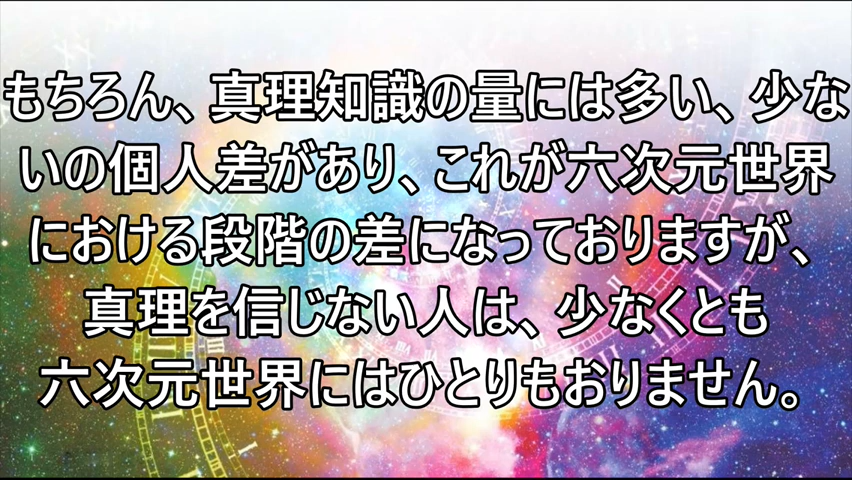 もちろん、真理知識の量には多い、少な
いの個人差があり、これが六次元世界
における段階の差になっておりますが、
真理を信じない人は、少なくとも
六次元世界にはひとりもおりません。